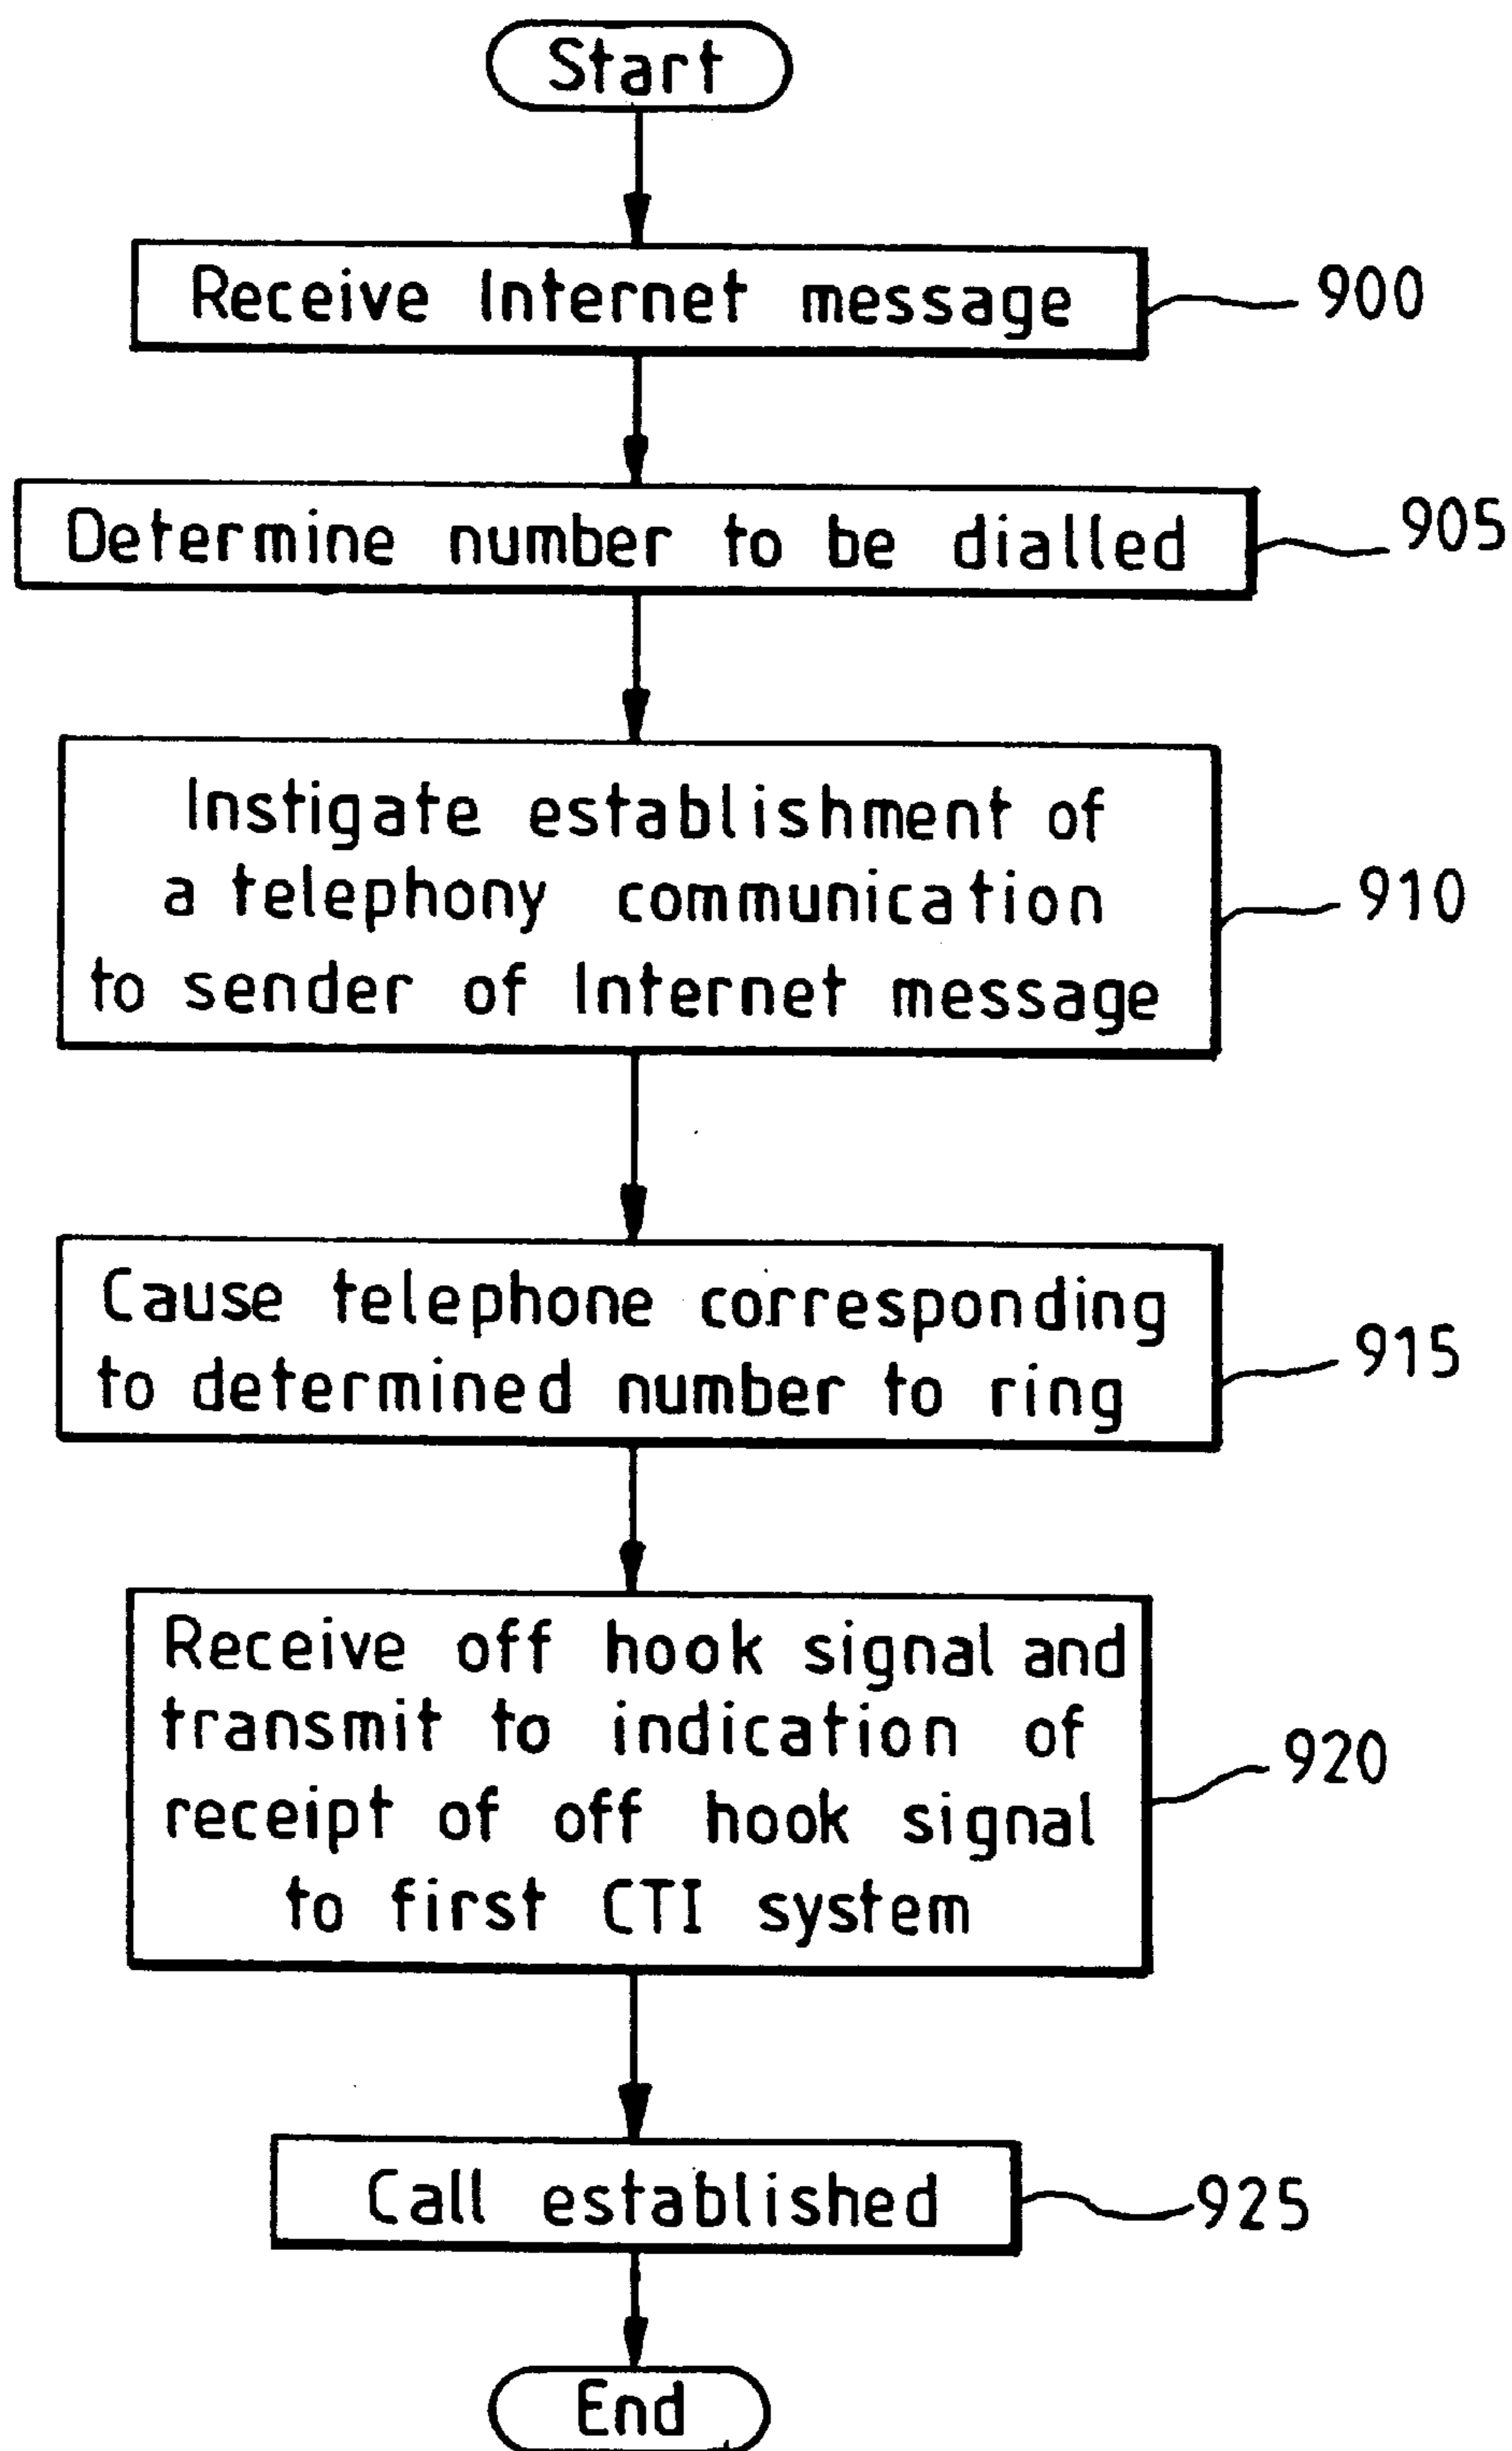 Start
Receive Internet message
900
Determine number to be dialled
905
Instigate establishment of
a telephony communication
to sender of Internet message
910
Cause telephone corresponding
to determined number to ring
915
Receive off hook signal and
transmit to indication of
receipt of off hook signal
to first CTI system
920
Call established
925
End